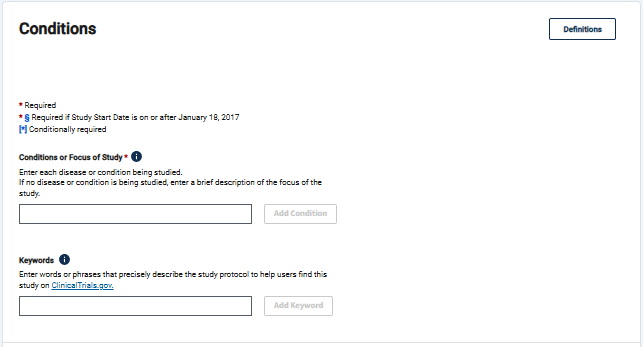 Conditions
Definitions
* Required
* § Required if Study Start Date is on or after January 18, 2017
[*] Conditionally required
Conditions or Focus of Study *
Enter each disease or condition being studied.
If no disease or condition is being studied, enter a brief description of the focus of the
study.
Add Condition
Keywords
Enter words or phrases that precisely describe the study protocol to help users find this
study on ClinicalTrials.gov.
Add Keyword